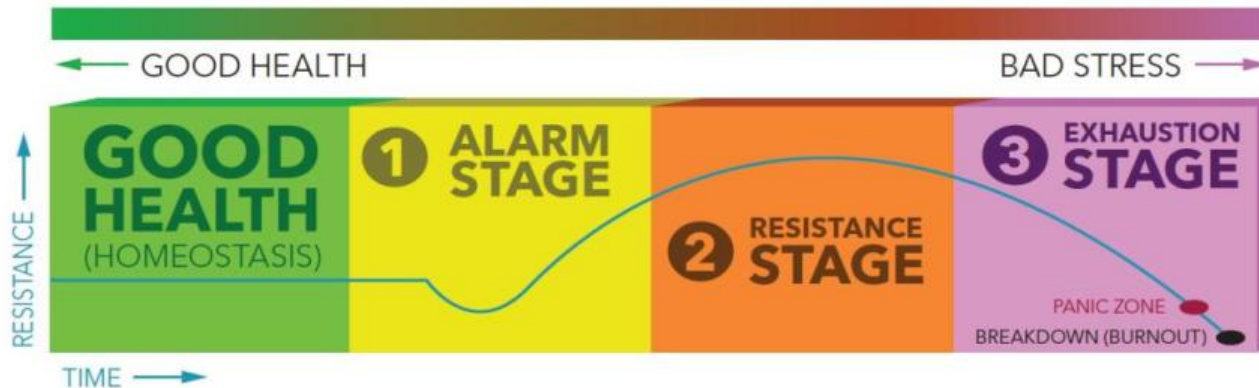 GOOD HEALTH
BAD STRESS
GOOD
HEALTH
(HOMEOSTASIS)
1 ALARM
STAGE
2 RESISTANCE
STAGE
3 EXHAUSTION
STAGE
PANIC ZONE
BREAKDOWN (BURNOUT)
RESISTANCE
TIME